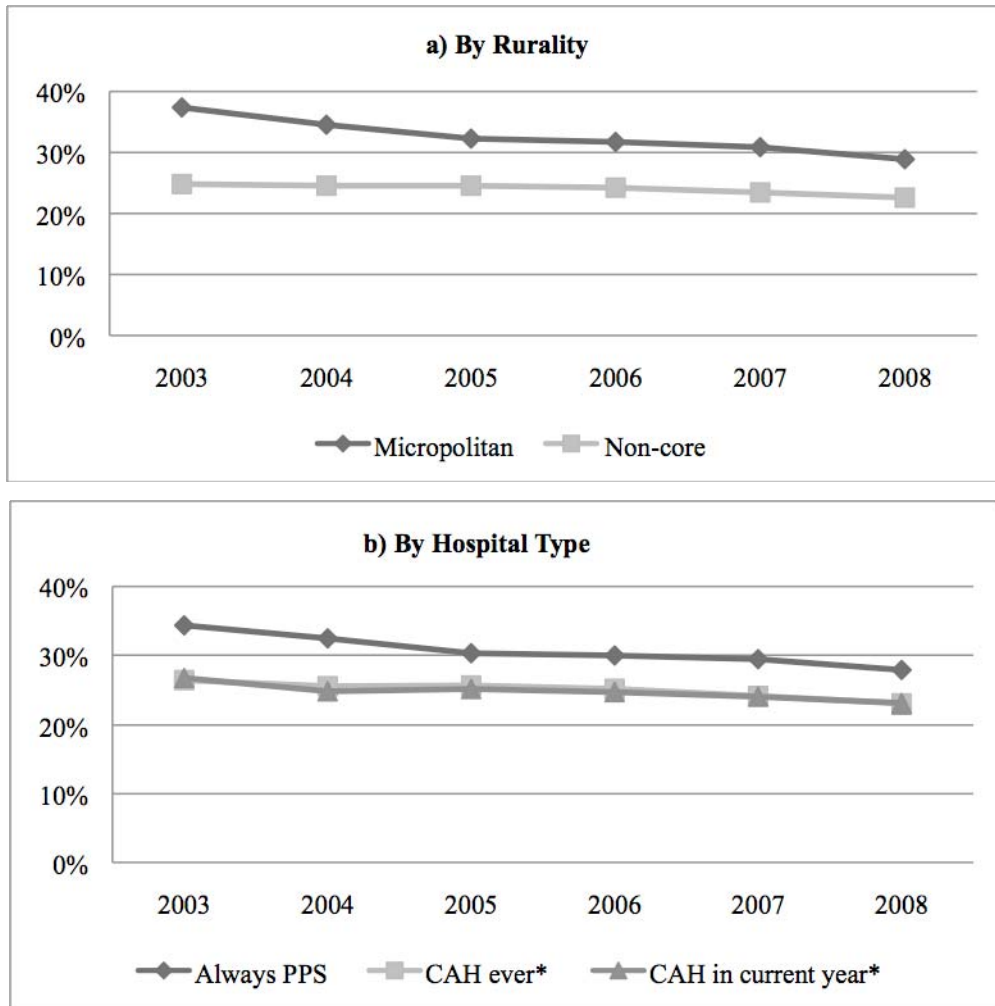 a) By Rurality
40%
30%
20%
10%
0%
2003 2004 2005 2006 2007 2008
Micropolitan Non-core
b) By Hospital Type
40%
30%
20%
10%
0%
2003 2004 2005 2006 2007 2008
Always PPS CAH ever* CAH in current year*